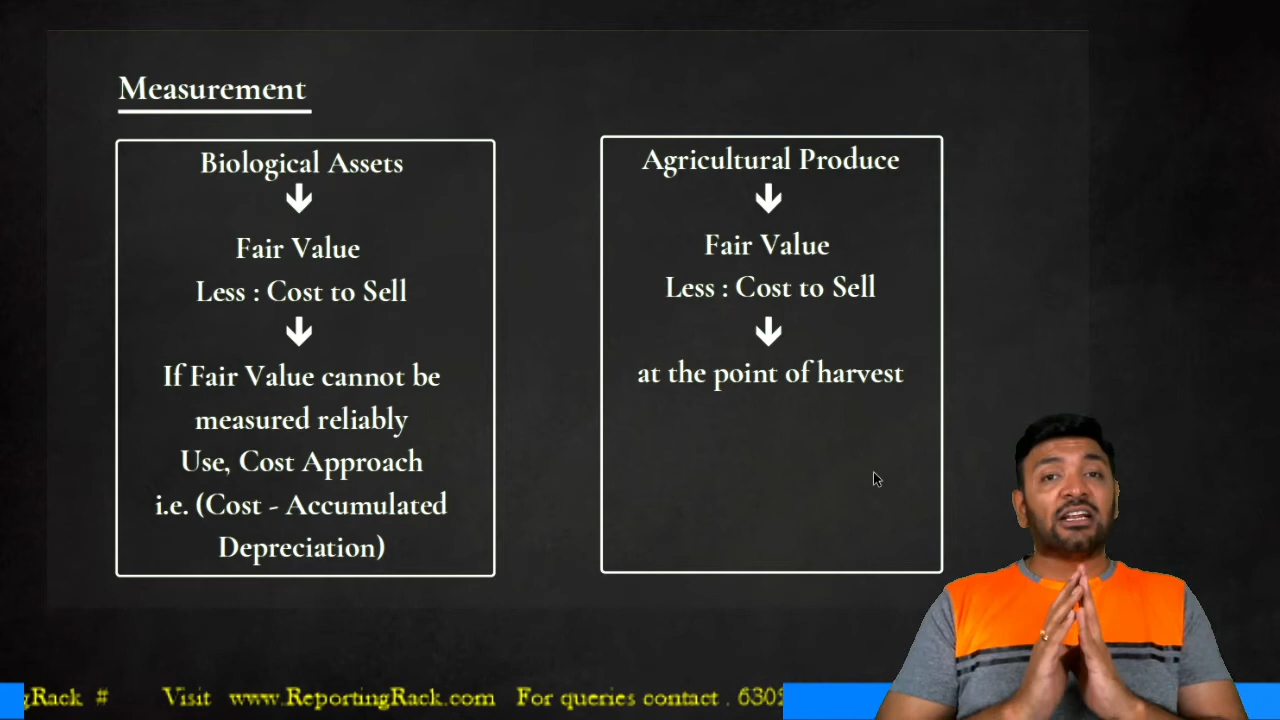 Measurement
Biological Assets
Fair Value
Less : Cost to Sell
If Fair Value cannot be
measured reliably
Use, Cost Approach
i.e. (Cost - Accumulated
Depreciation)
Agricultural Produce
Fair Value
Less : Cost to Sell
at the point of harvest
gRack # Visit www.ReportingRack.com For queries contact . 630